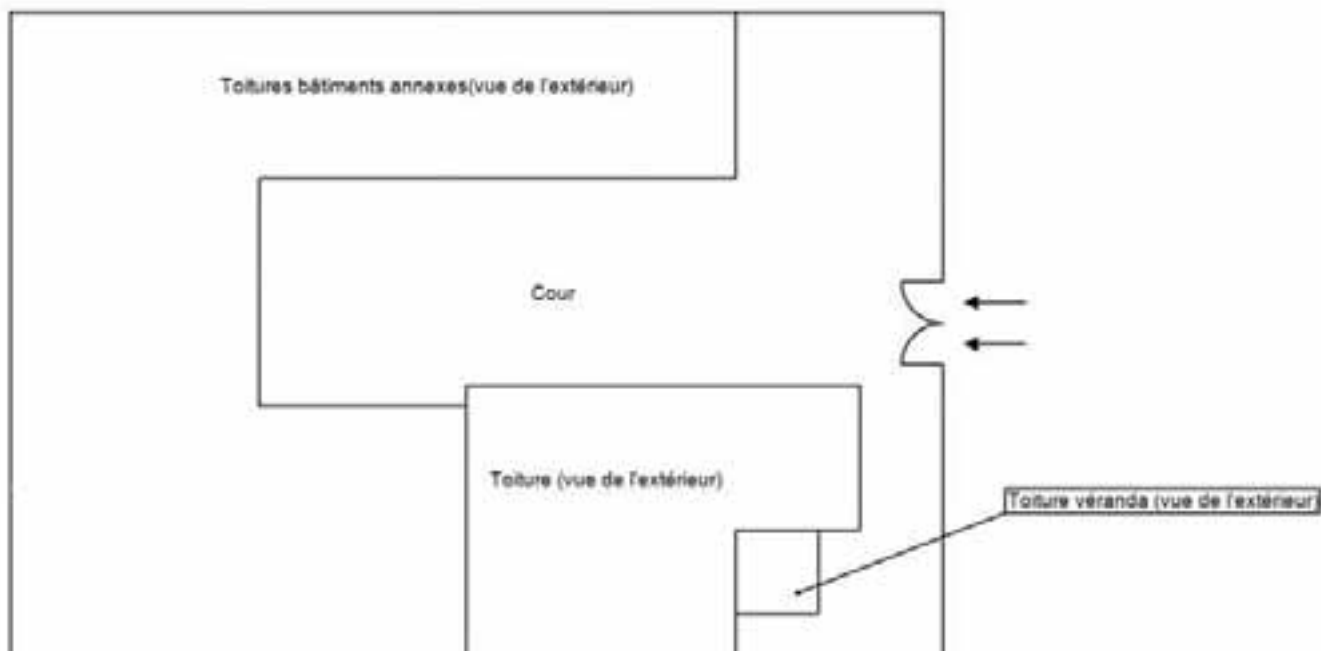 Toitures bâtiments annexes(vue de l'extérieur)
Cour
Toiture (vue de l'extérieur)
Toiture véranda (vue de l'extérieur)